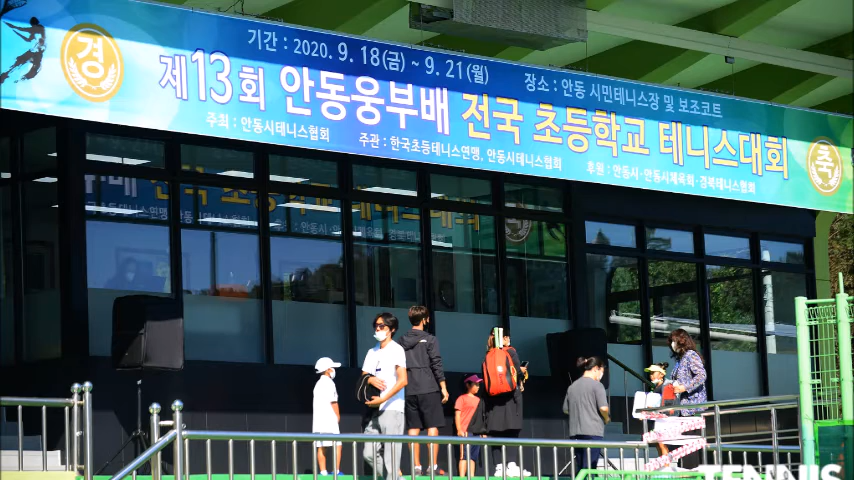 경
기간 : 2020. 9. 18(금) ~ 9. 21(월) 장소 : 안동 시민테니스장 및 보조코트
제13회 안동웅부배 전국 초등학교 테니스대회
주최 : 안동시테니스협회 주관 : 한국초등테니스연맹, 안동시테니스협회 후원 : 안동시·안동시체육회·경북테니스협회
축
TENNIS